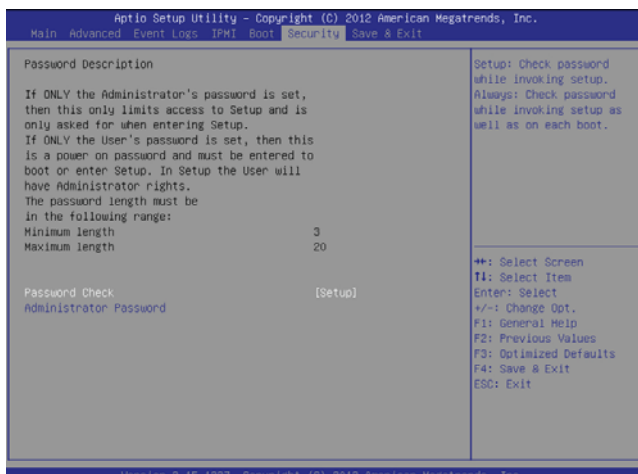 Aptio Setup Utility – Copyright (C) 2012 American Megatrends, Inc.
Main Advanced Event Logs IPMI Boot Security Save & Exit
Password Description
If ONLY the Administrator's password is set,
then this only limits access to Setup and is
only asked for when entering Setup.
If ONLY the User's password is set, then this
is a power on password and must be entered to
boot or enter Setup. In Setup the User will
have Administrator rights.
The password length must be
in the following range:
Minimum length 3
Maximum length 20
Password Check [Setup]
Administrator Password
Setup: Check password
while invoking setup.
Always: Check password
while invoking setup as
well as on each boot.
→←: Select Screen
↑↓: Select Item
Enter: Select
+/-: Change Opt.
F1: General Help
F2: Previous Values
F3: Optimized Defaults
F4: Save & Exit
ESC: Exit
Copyright (C) 2012 American Megatrends, Inc.